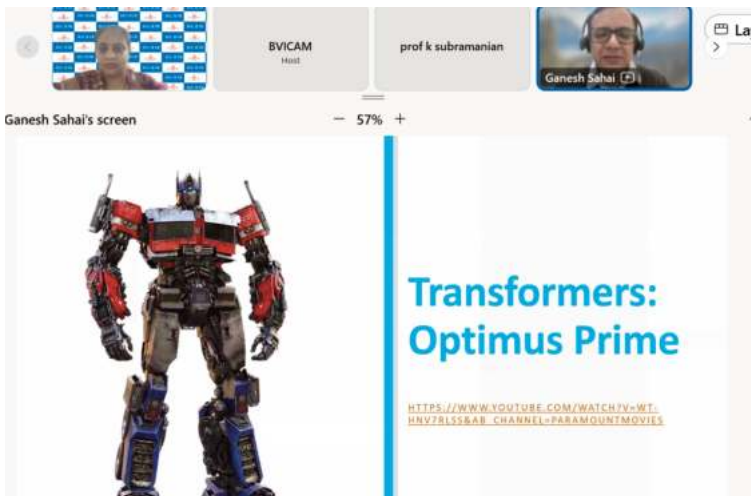 BVICAM
Host
prof k subramanian
Ganesh Sahai
La
Ganesh Sahai's screen
— 57% +
Transformers:
Optimus Prime
HTTPS://WWW.YOUTUBE.COM/WATCH?V=WT-
HNV7RLSS&AB_CHANNEL=PARAMOUNTMOVIES